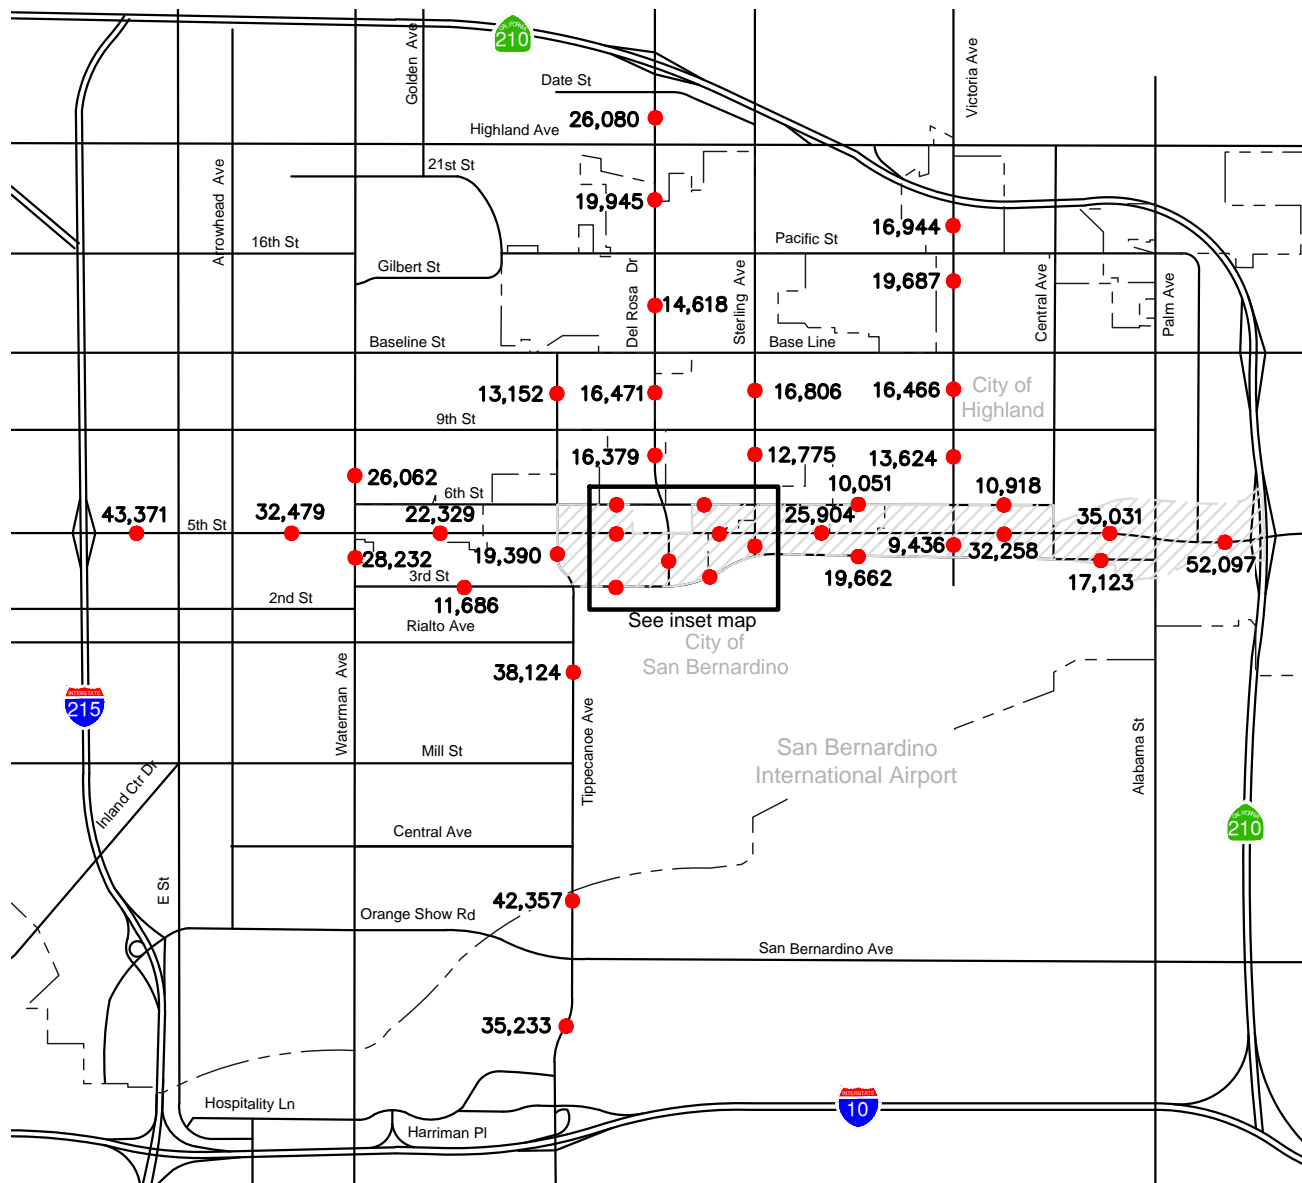 CALIFORNIA
210
Golden Ave
Victoria Ave
Date St
26,080
Highland Ave
21st St
Arrowhead Ave
19,945
16,944
16th St
Pacific St
Gilbert St
Del Rosa Dr
Sterling Ave
Central Ave
Palm Ave
19,687
14,618
Baseline St
Base Line
13,152
16,471
16,806
16,466
City of
Highland
9th St
16,379
12,775
13,624
26,062
6th St
10,051
10,918
43,371
5th St
32,479
22,329
25,904
35,031
28,232
19,390
9,436
32,258
52,097
3rd St
19,662
17,123
11,686
2nd St
See inset map
Rialto Ave
City of
San Bernardino
38,124
Waterman Ave
INTERSTATE
215
Tippecanoe Ave
Alabama St
Mill St
San Bernardino
International Airport
Inland Ctr Dr
Central Ave
CALIFORNIA
210
E St
42,357
Orange Show Rd
San Bernardino Ave
35,233
Hospitality Ln
INTERSTATE
10
Harriman Pl